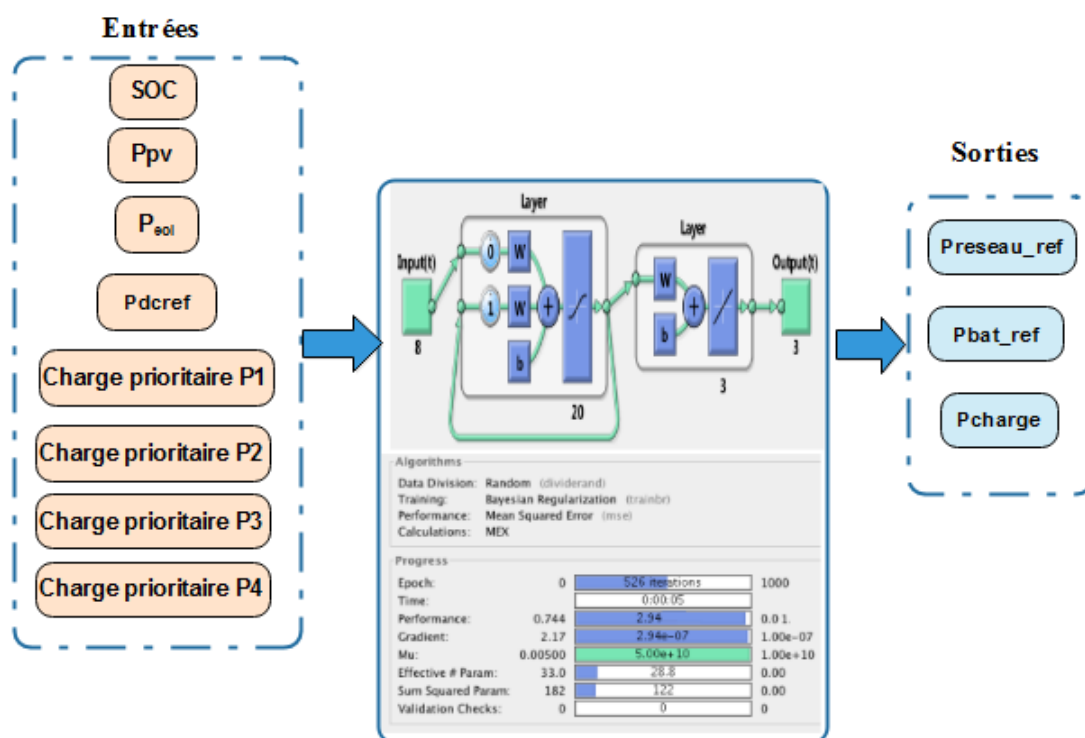 Entrées
SOC
Ppv
Peol
Pdcref
Charge prioritaire P1
Charge prioritaire P2
Charge prioritaire P3
Charge prioritaire P4
Layer
Layer
Input(t)
Output(t)
0
W
1
W
b
+
W
b
+
8
20
3
3
Algorithms
Data Division: Random (dividerand)
Training: Bayesian Regularization (trainbr)
Performance: Mean Squared Error (mse)
Calculations: MEX
Progress
Epoch: 0 526 iterations 1000
Time: 0:00:05
Performance: 0.744 2.94 0.01.
Gradient: 2.17 2.94e-07 1.00e-07
Mu: 0.00500 5.00e+10 1.00e+10
Effective # Param: 33.0 28.8 0.00
Sum Squared Param: 182 122 0.00
Validation Checks: 0 0 0
Sorties
Preseau_ref
Pbat_ref
Pcharge